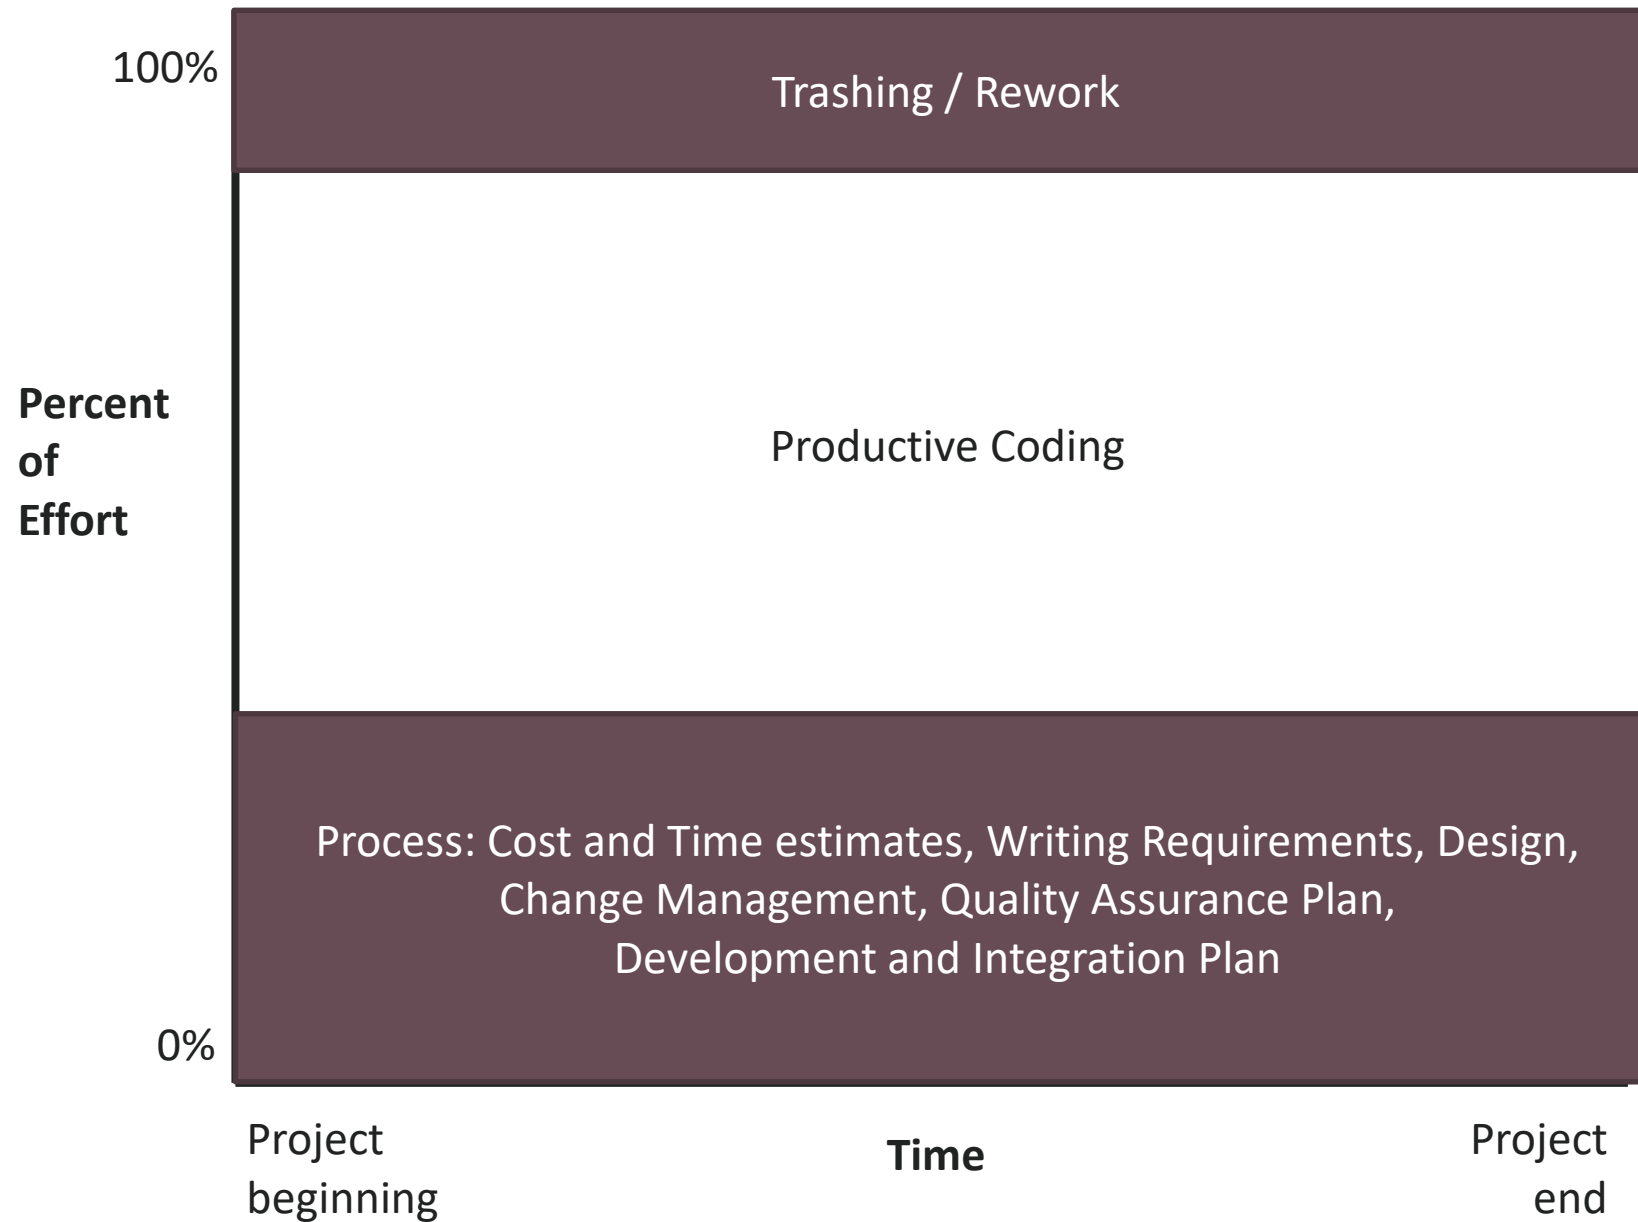 100%
Trashing / Rework
Percent
of
Effort
Productive Coding
Process: Cost and Time estimates, Writing Requirements, Design,
Change Management, Quality Assurance Plan,
Development and Integration Plan
0%
Project
beginning
Time
Project
end